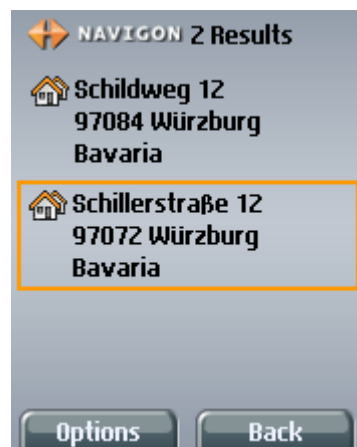 NAVIGON 2 Results
Schildweg 12
97084 Würzburg
Bavaria
Schillerstraße 12
97072 Würzburg
Bavaria
Options Back